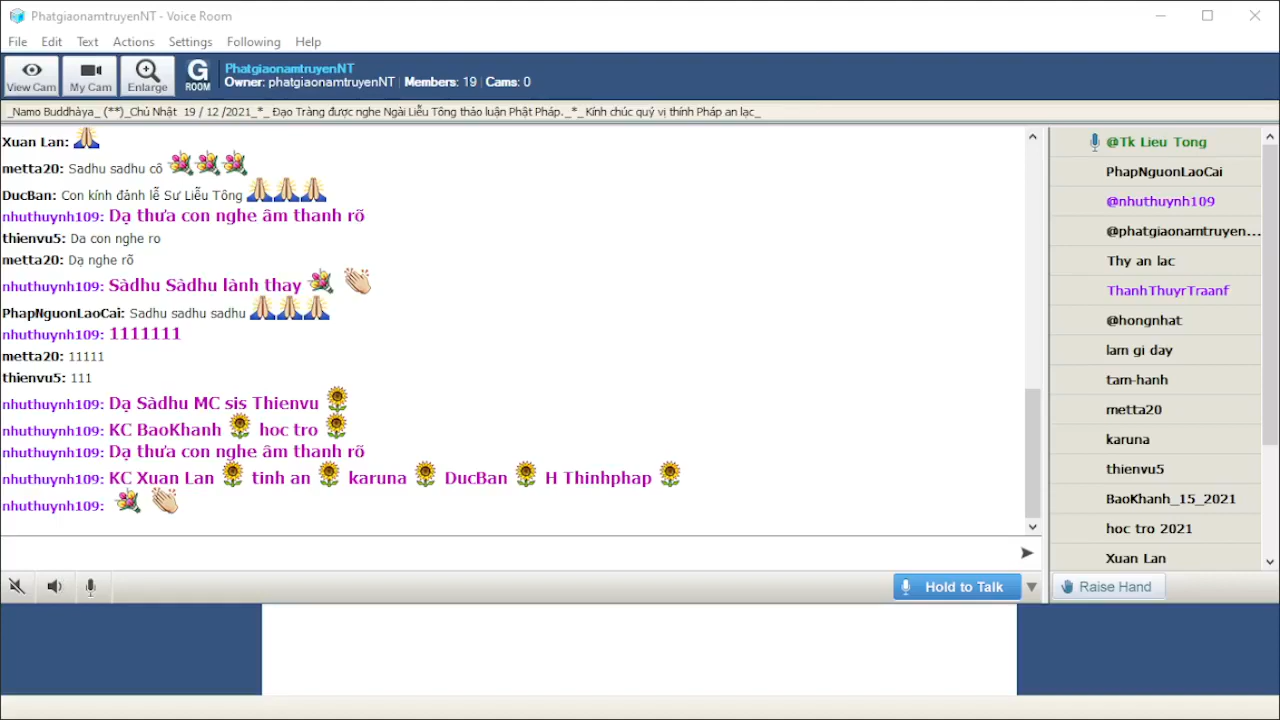 PhatgiaonamtruyenNT - Voice Room
File Edit Text Actions Settings Following Help
View Cam My Cam Enlarge G ROOM
PhatgiaonamtruyenNT
Owner: phatgiaonamtruyenNT | Members: 19 | Cams: 0
_Namo Buddhàya_ (**)_Chủ Nhật 19 / 12 /2021_*_ Đạo Tràng được nghe Ngài Liễu Tông thảo luận Phật Pháp._*_Kính chúc quý vị thính Pháp an lạc_
Xuan Lan:
metta20: Sadhu sadhu cô
DucBan: Con kính đảnh lễ Sư Liễu Tông
nhuthuynh109: Dạ thưa con nghe âm thanh rõ
thienvu5: Da con nghe ro
metta20: Dạ nghe rõ
nhuthuynh109: Sàdhu Sàdhu lành thay
PhapNguonLaoCai: Sadhu sadhu sadhu
nhuthuynh109: 1111111
metta20: 11111
thienvu5: 111
nhuthuynh109: Dạ Sàdhu MC sis Thienvu
nhuthuynh109: KC BaoKhanh hoc tro
nhuthuynh109: Dạ thưa con nghe âm thanh rõ
nhuthuynh109: KC Xuan Lan tinh an karuna DucBan H Thinhphap
nhuthuynh109:
@Tk Lieu Tong
PhapNguonLaoCai
@nhuthuynh109
@phatgiaonamtruyen...
Thy an lac
ThanhThuyrTraanf
@hongnhat
lam gi day
tam-hanh
metta20
karuna
thienvu5
BaoKhanh_15_2021
hoc tro 2021
Xuan Lan
Hold to Talk
Raise Hand